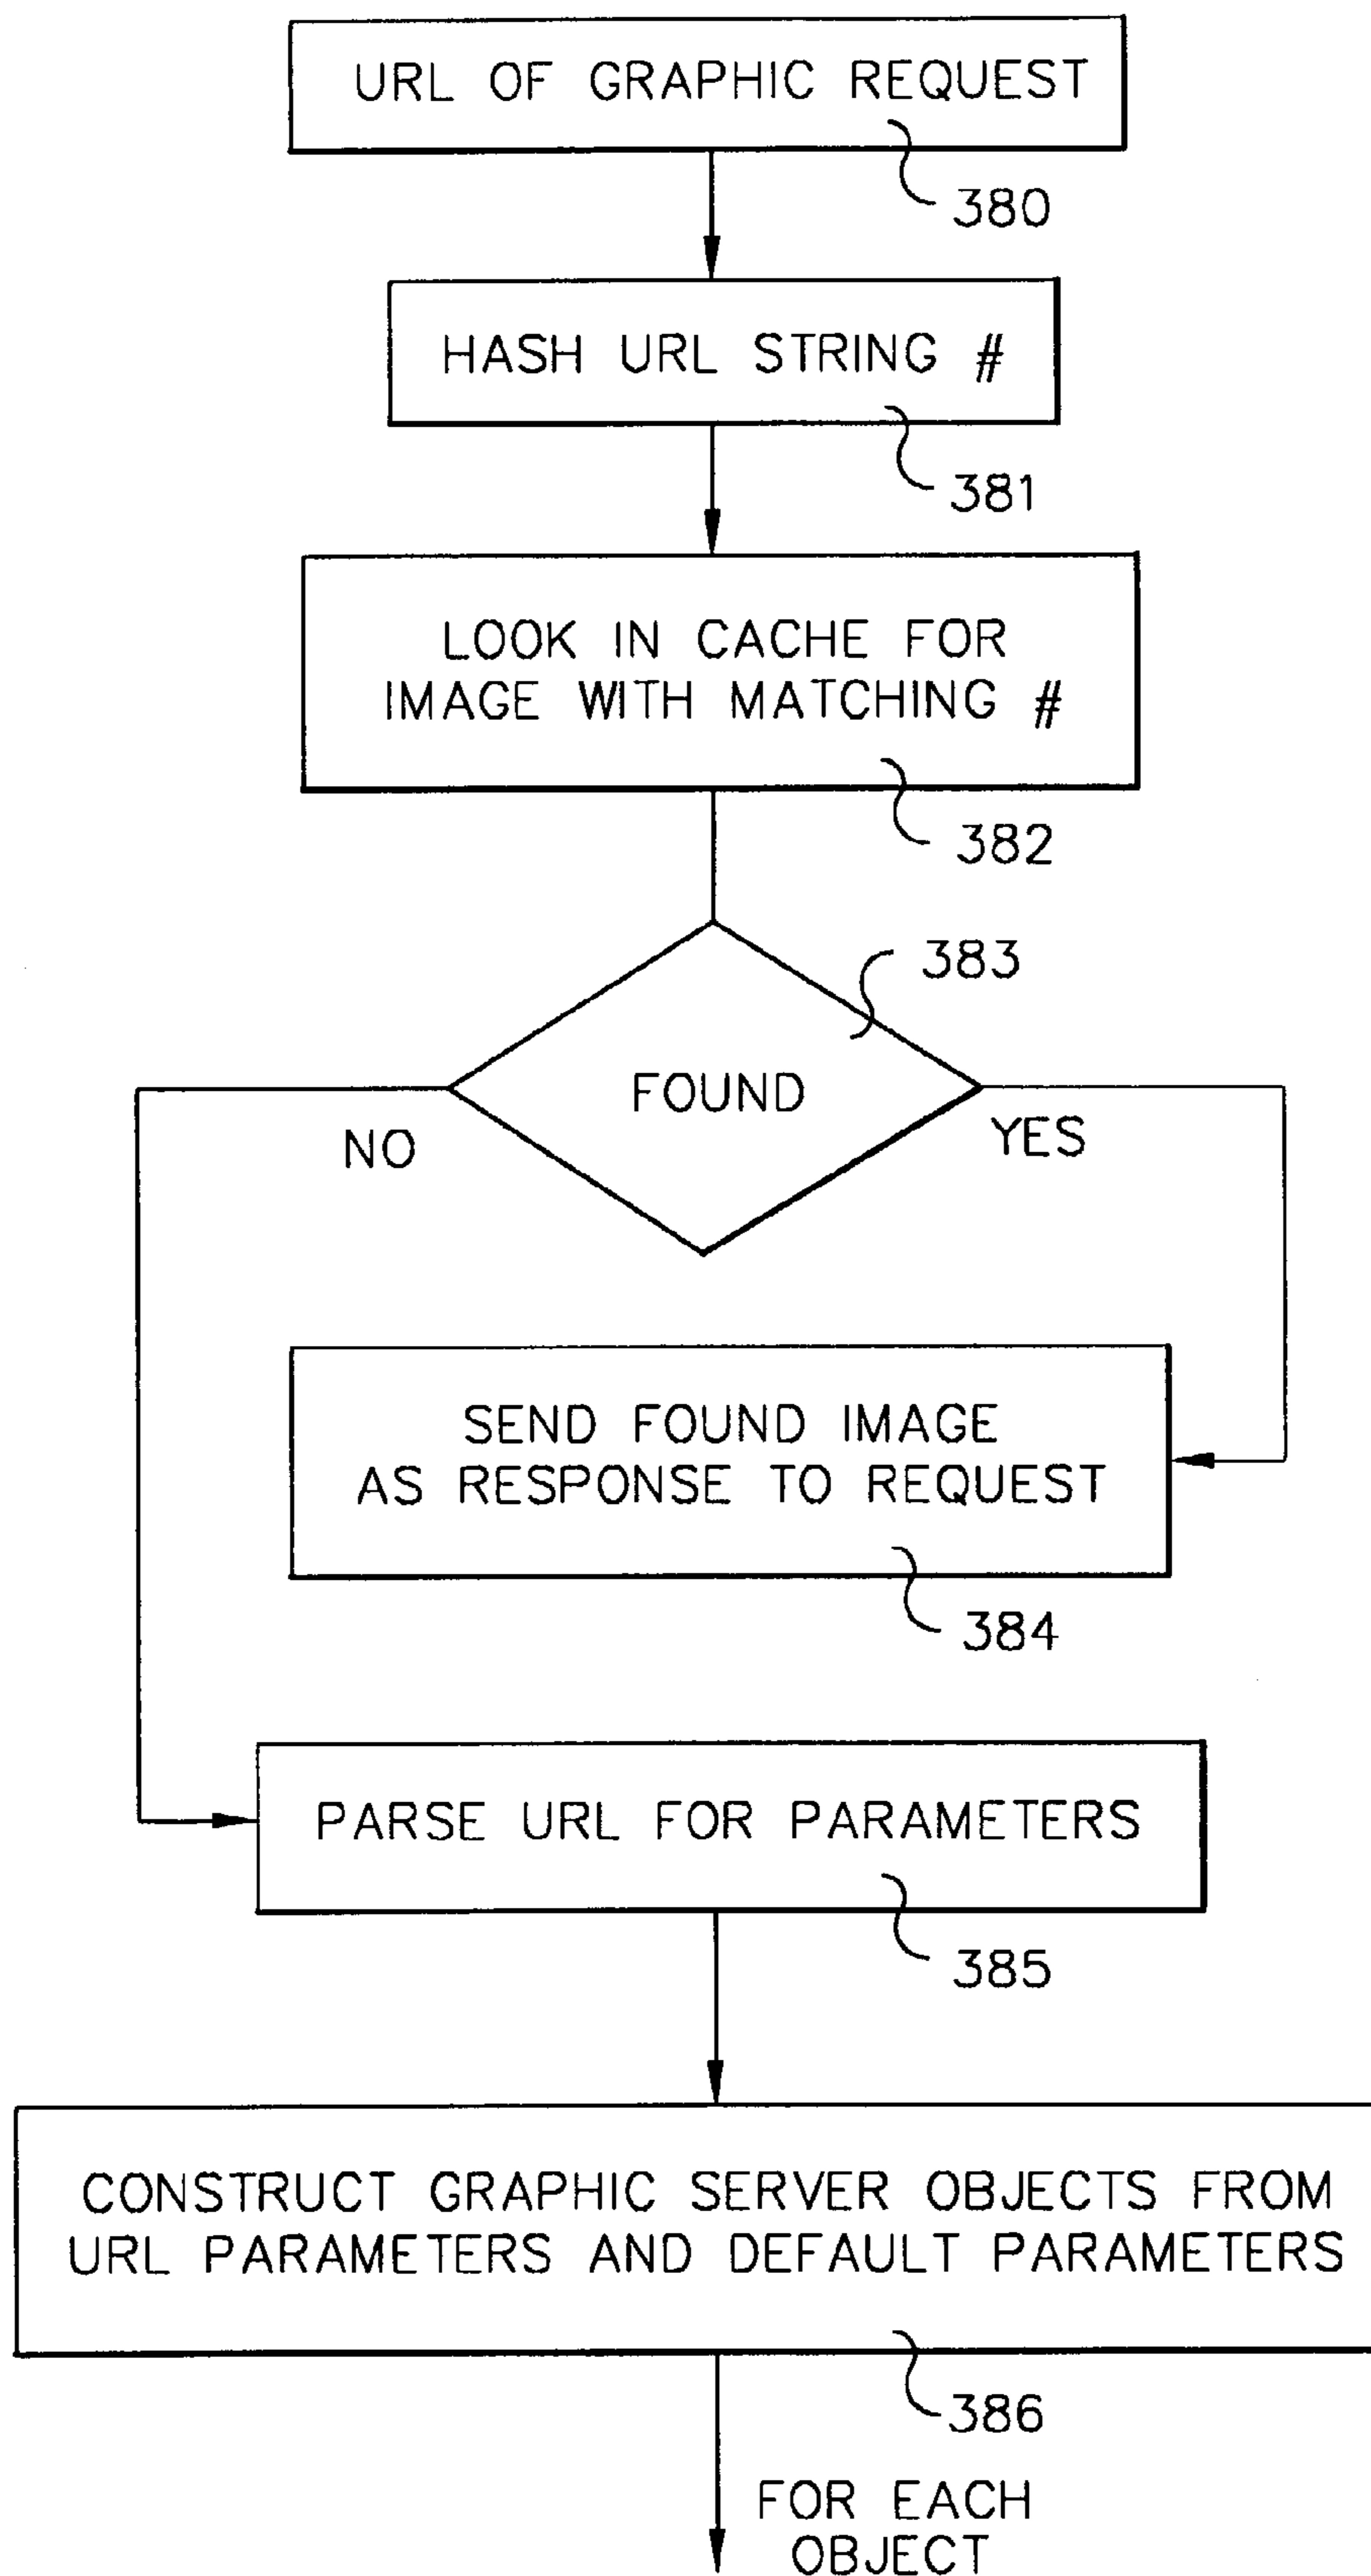 URL OF GRAPHIC REQUEST
380
HASH URL STRING #
381
LOOK IN CACHE FOR
IMAGE WITH MATCHING #
382
383
FOUND
NO
YES
SEND FOUND IMAGE
AS RESPONSE TO REQUEST
384
PARSE URL FOR PARAMETERS
385
CONSTRUCT GRAPHIC SERVER OBJECTS FROM
URL PARAMETERS AND DEFAULT PARAMETERS
386
FOR EACH
OBJECT